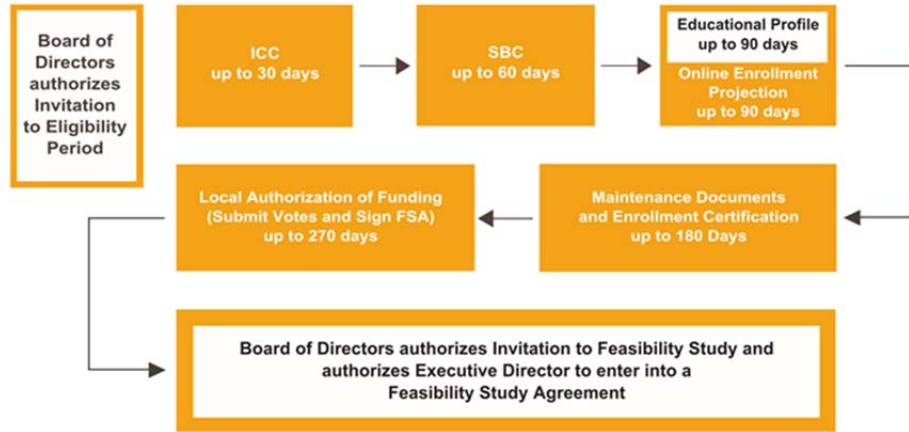 Board of
Directors
authorizes
Invitation
to Eligibility
Period
ICC
up to 30 days
SBC
up to 60 days
Educational Profile
up to 90 days
Online Enrollment
Projection
up to 90 days
Maintenance Documents
and Enrollment Certification
up to 180 Days
Local Authorization of Funding
(Submit Votes and Sign FSA)
up to 270 days
Board of Directors authorizes Invitation to Feasibility Study and
authorizes Executive Director to enter into a
Feasibility Study Agreement